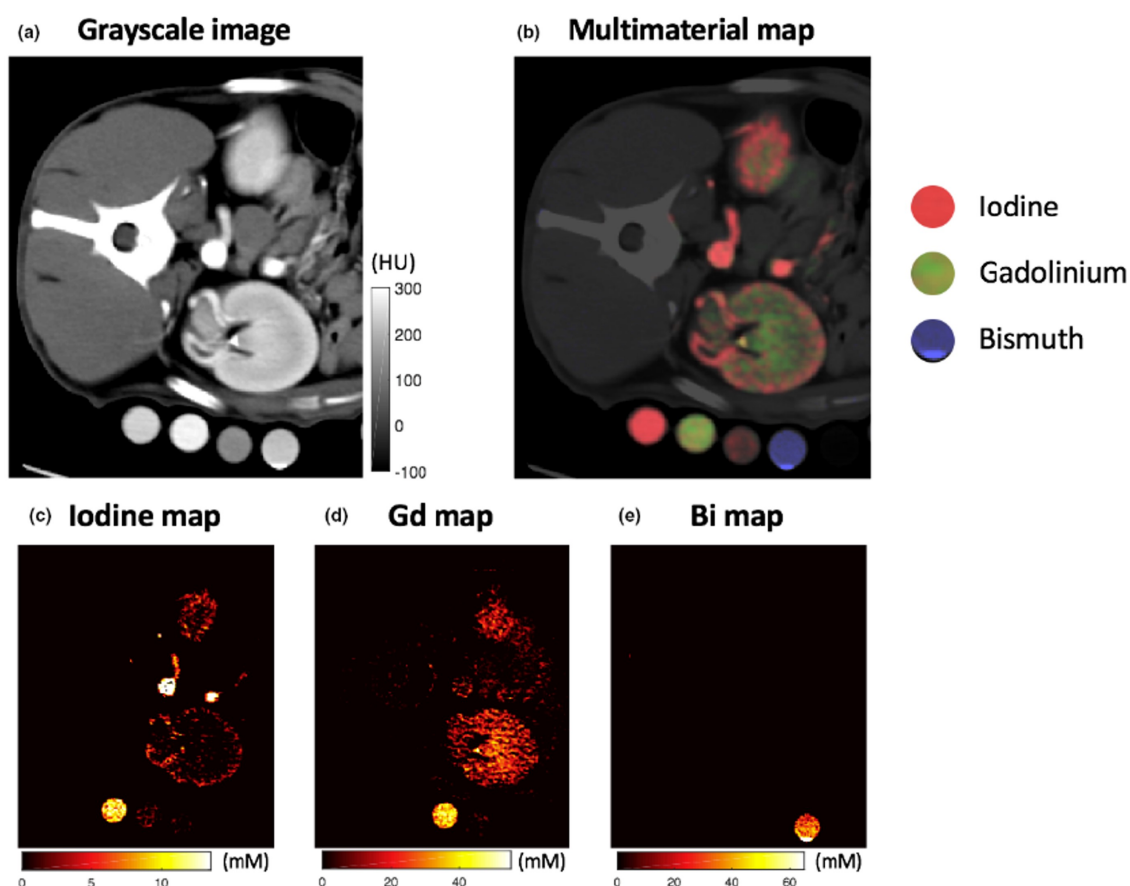 (a) Grayscale image
(b) Multimaterial map
Iodine
Gadolinium
Bismuth
(HU)
300
200
100
0
-100
(c) Iodine map
(d) Gd map
(e) Bi map
0 5 10 (mM)
0 20 40 (mM)
0 20 40 60 (mM)